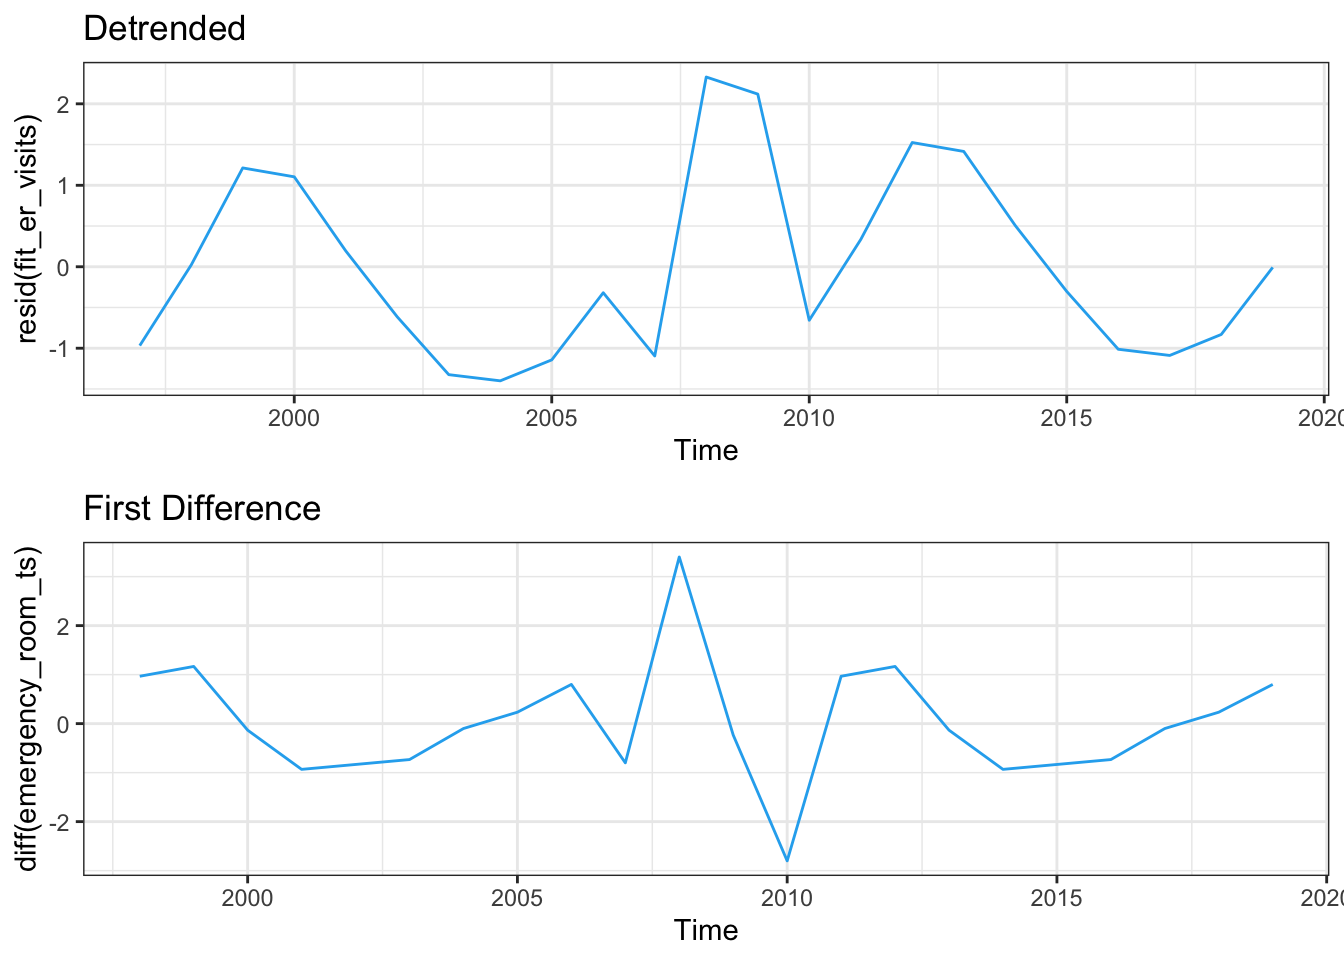 Detrended
resid(fit_er_visits)
2
1
0
-1
2000 2005 2010 2015 2020
Time
First Difference
diff(emergency_room_ts)
2
0
-2
2000 2005 2010 2015 2020
Time